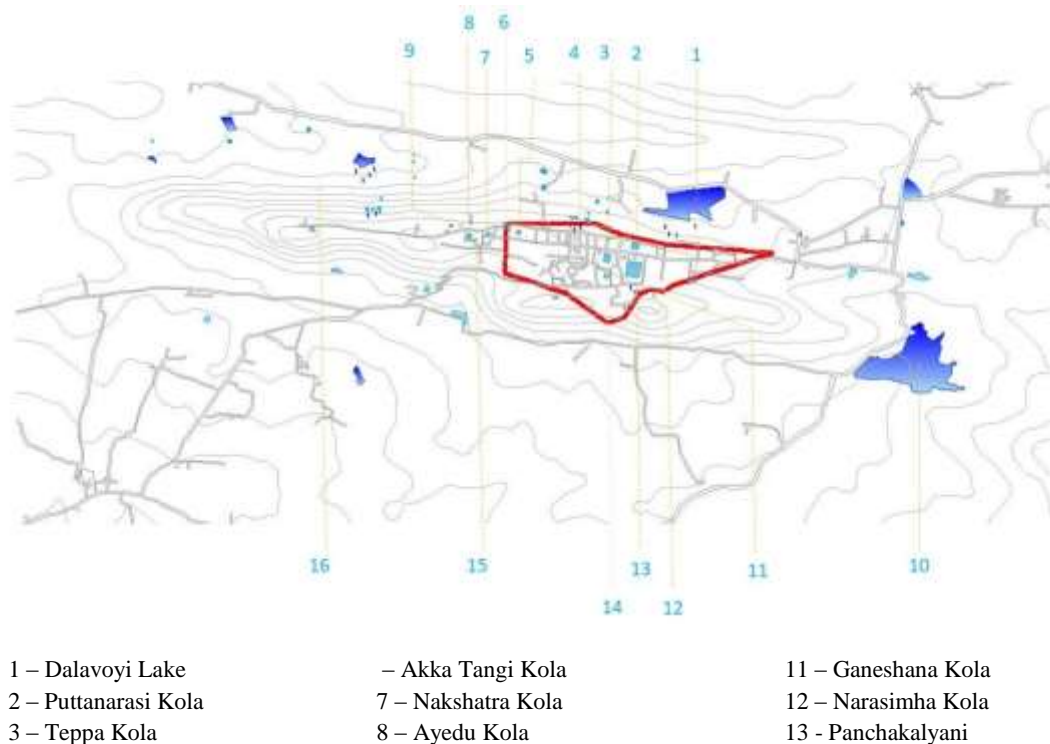 8 6
9 7 5 4 3 2 1
16 15 13 11 10
14 12
1 – Dalavoyi Lake – Akka Tangi Kola 11 – Ganeshana Kola
2 – Puttanarasi Kola 7 – Nakshatra Kola 12 – Narasimha Kola
3 – Teppa Kola 8 – Ayedu Kola 13 - Panchakalyani